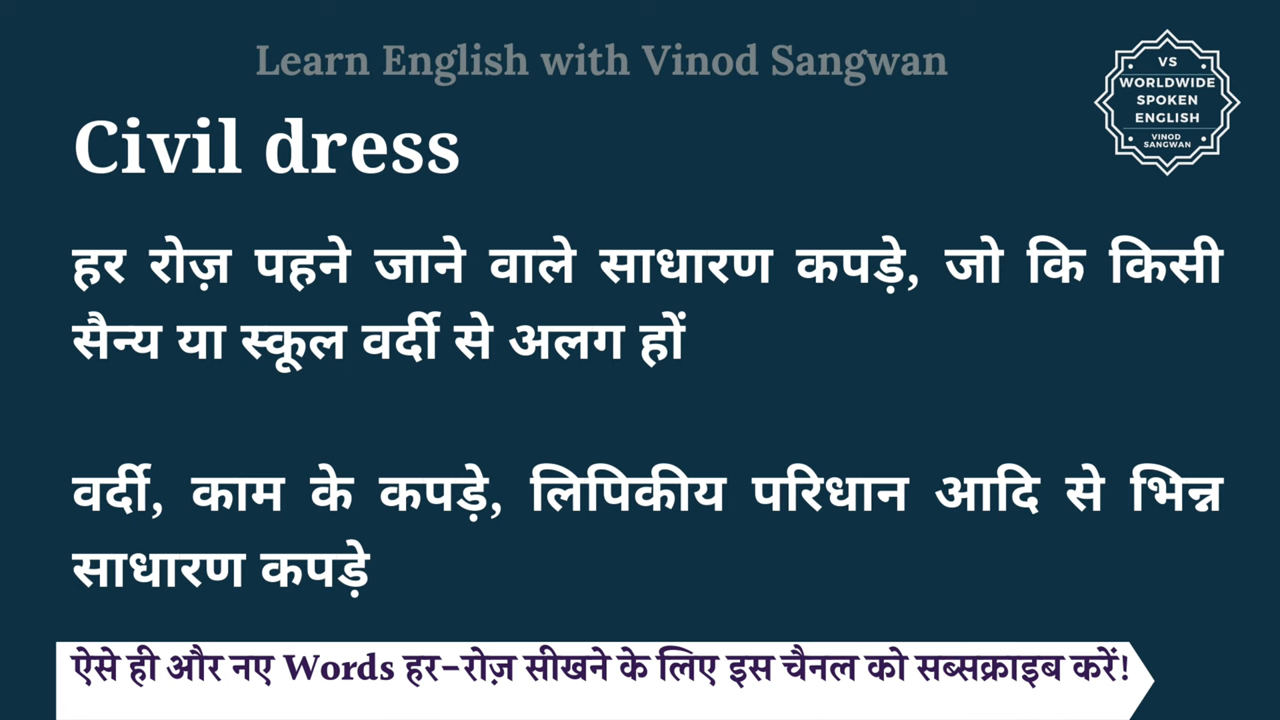 Learn English with Vinod Sangwan
VS
WORLDWIDE
SPOKEN
ENGLISH
VINOD
SANGWAN
Civil dress
हर रोज़ पहने जाने वाले साधारण कपड़े, जो कि किसी
सैन्य या स्कूल वर्दी से अलग हों
वर्दी, काम के कपड़े, लिपिकीय परिधान आदि से भिन्न
साधारण कपड़े
ऐसे ही और नए Words हर-रोज़ सीखने के लिए इस चैनल को सब्सक्राइब करें!